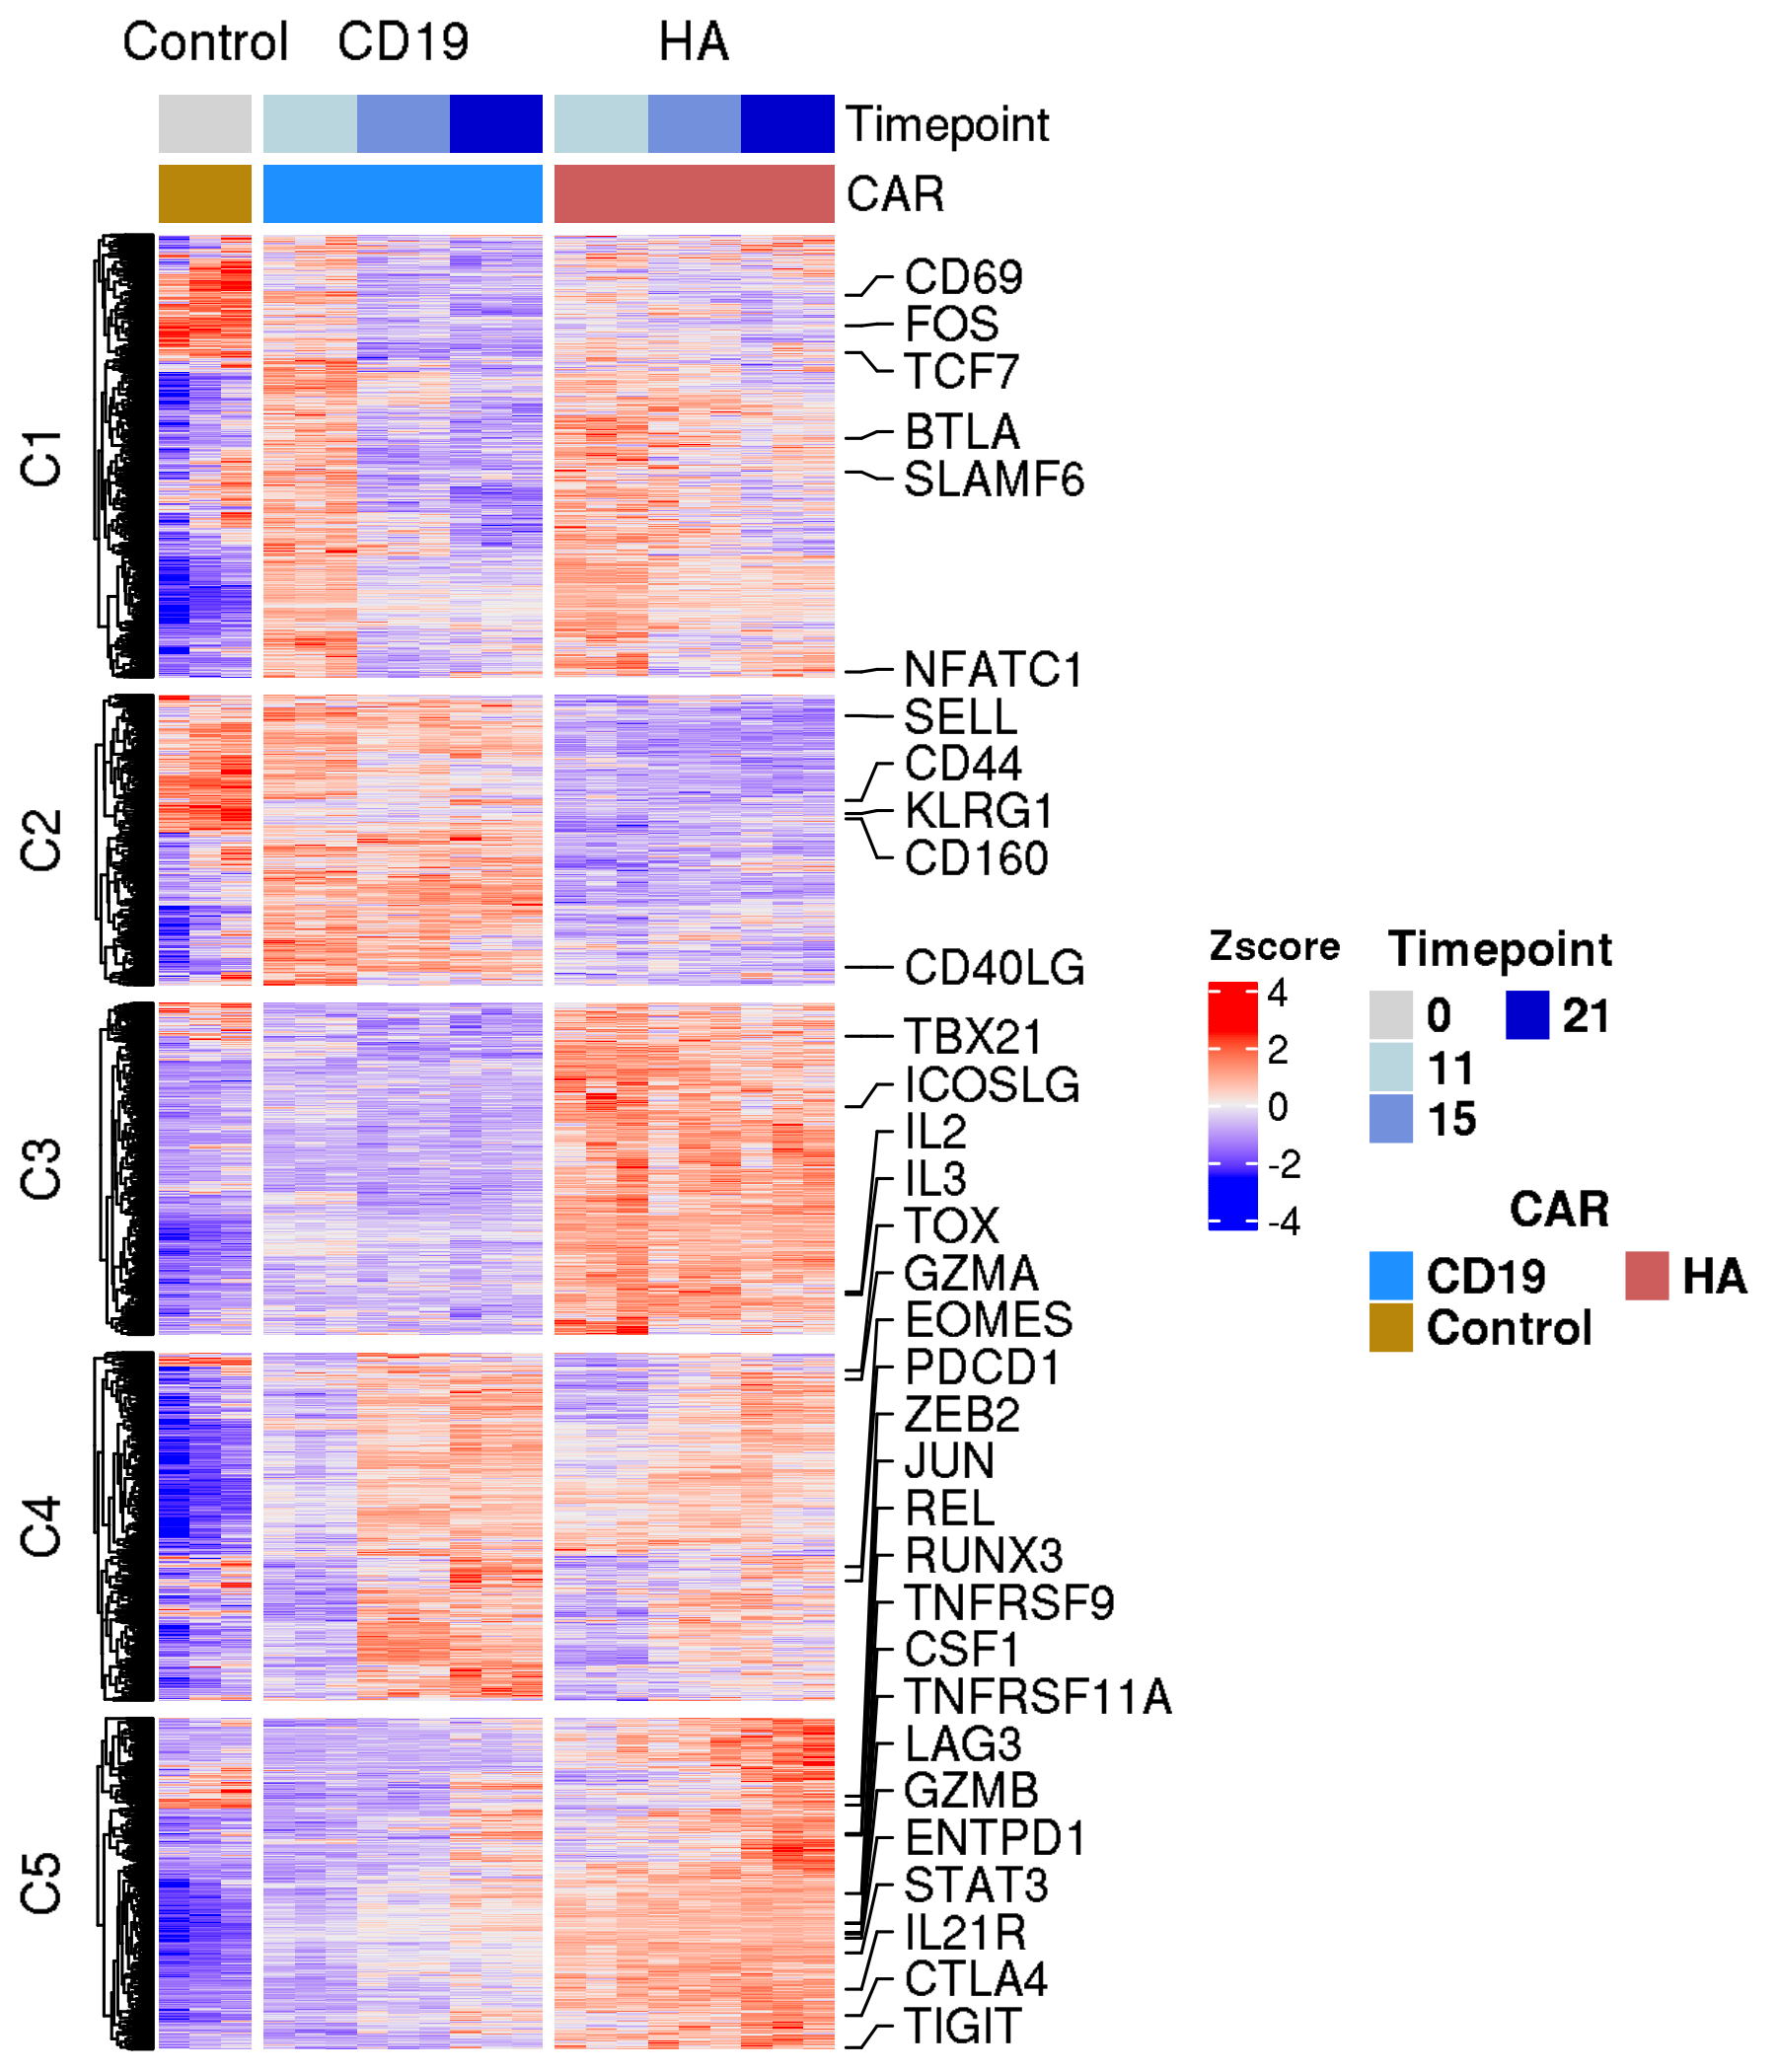 Control CD19 HA
Timepoint
CAR
C1
CD69
FOS
TCF7
BTLA
SLAMF6
NFATC1
C2
SELL
CD44
KLRG1
CD160
CD40LG
C3
TBX21
ICOSLG
IL2
IL3
TOX
GZMA
EOMES
C4
PDCD1
ZEB2
JUN
REL
RUNX3
TNFRSF9
CSF1
TNFRSF11A
C5
LAG3
GZMB
ENTPD1
STAT3
IL21R
CTLA4
TIGIT
Zscore
4
2
0
-2
-4
Timepoint
0 21
11
15
CAR
CD19 HA
Control